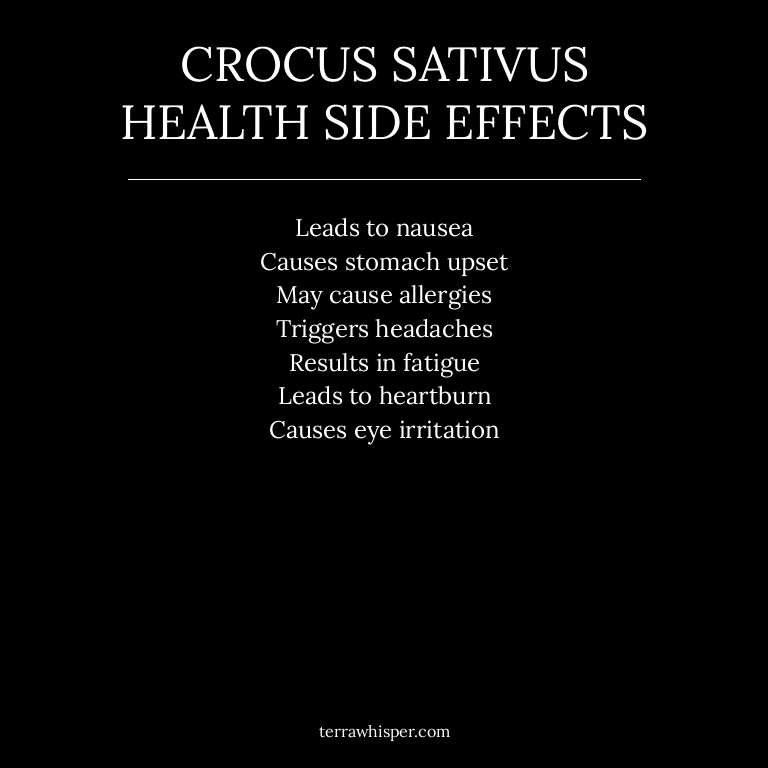 CROCUS SATIVUS
HEALTH SIDE EFFECTS
Leads to nausea
Causes stomach upset
May cause allergies
Triggers headaches
Results in fatigue
Leads to heartburn
Causes eye irritation
terrawhisper.com